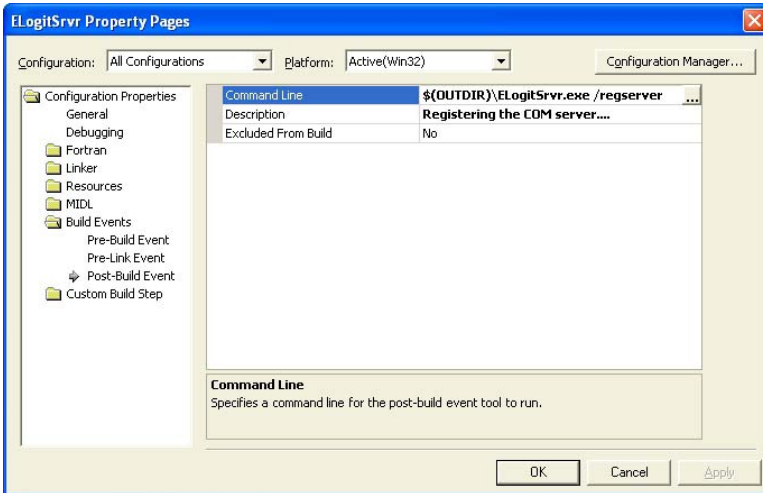 ELogitSrvr Property Pages
Configuration: All Configurations Platform: Active(Win32) Configuration Manager...
Configuration Properties
General
Debugging
Fortran
Linker
Resources
MIDL
Build Events
Pre-Build Event
Pre-Link Event
Post-Build Event
Custom Build Step
Command Line $(OUTDIR)\ELogitSrvr.exe /regserver ...
Description Registering the COM server....
Excluded From Build No
Command Line
Specifies a command line for the post-build event tool to run.
OK Cancel Apply